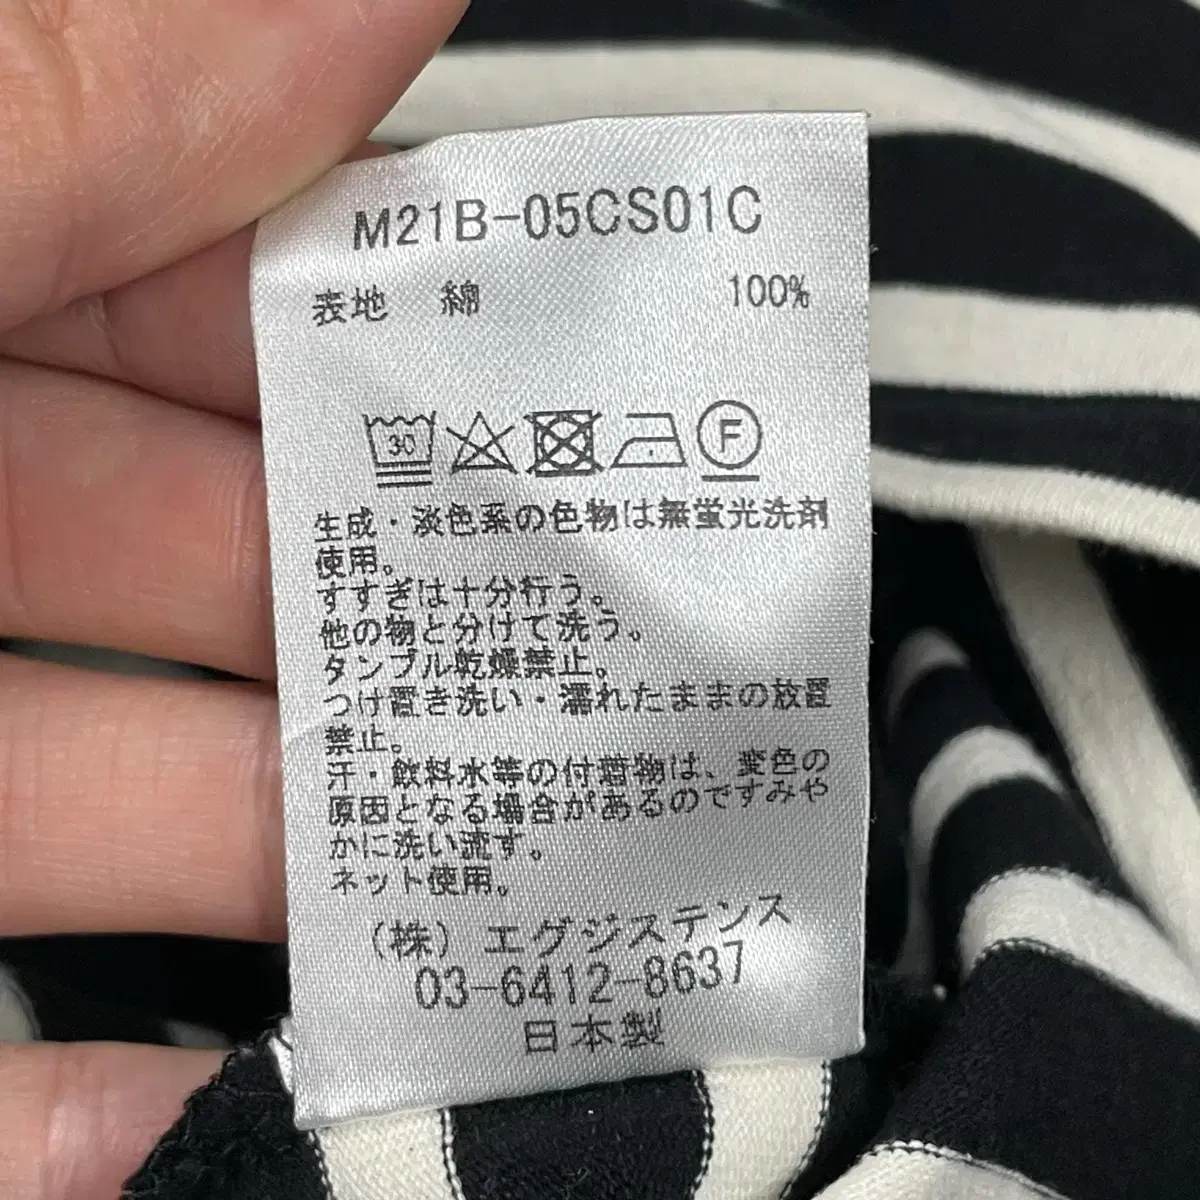 M21B-05CS01C
表地 綿 100%
30 F
生成・淡色系の色物は無蛍光洗剤
使用。
すすぎは十分行う。
他の物と分けて洗う。
タンブル乾燥禁止。
つけ置き洗い・濡れたままの放置
禁止。
汗・飲料水等の付着物は、変色の
原因となる場合があるのですみや
かに洗い流す。
ネット使用。
(株) エグジステンス
03-6412-8637
日本製